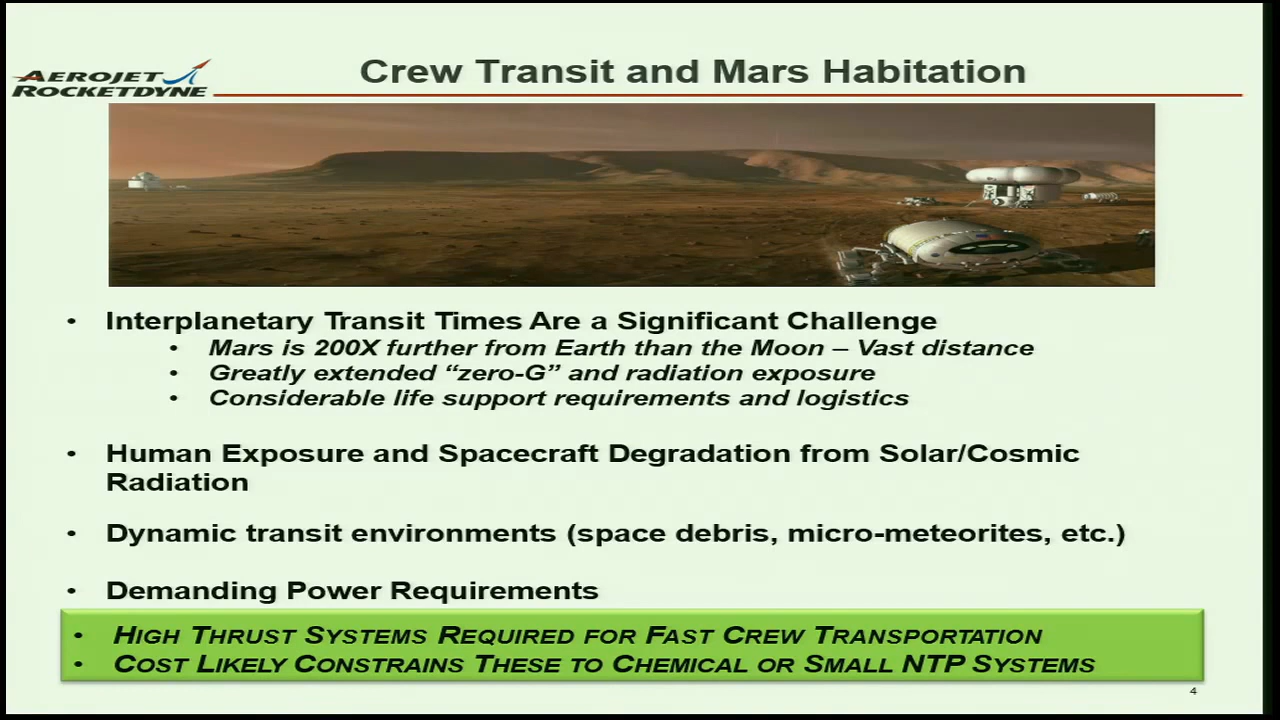 Crew Transit and Mars Habitation
AEROJET
ROCKETDYNE
• Interplanetary Transit Times Are a Significant Challenge
• Mars is 200X further from Earth than the Moon – Vast distance
• Greatly extended “zero-G” and radiation exposure
• Considerable life support requirements and logistics
• Human Exposure and Spacecraft Degradation from Solar/Cosmic
Radiation
• Dynamic transit environments (space debris, micro-meteorites, etc.)
• Demanding Power Requirements
• HIGH THRUST SYSTEMS REQUIRED FOR FAST CREW TRANSPORTATION
• COST LIKELY CONSTRAINS THESE TO CHEMICAL OR SMALL NTP SYSTEMS
4